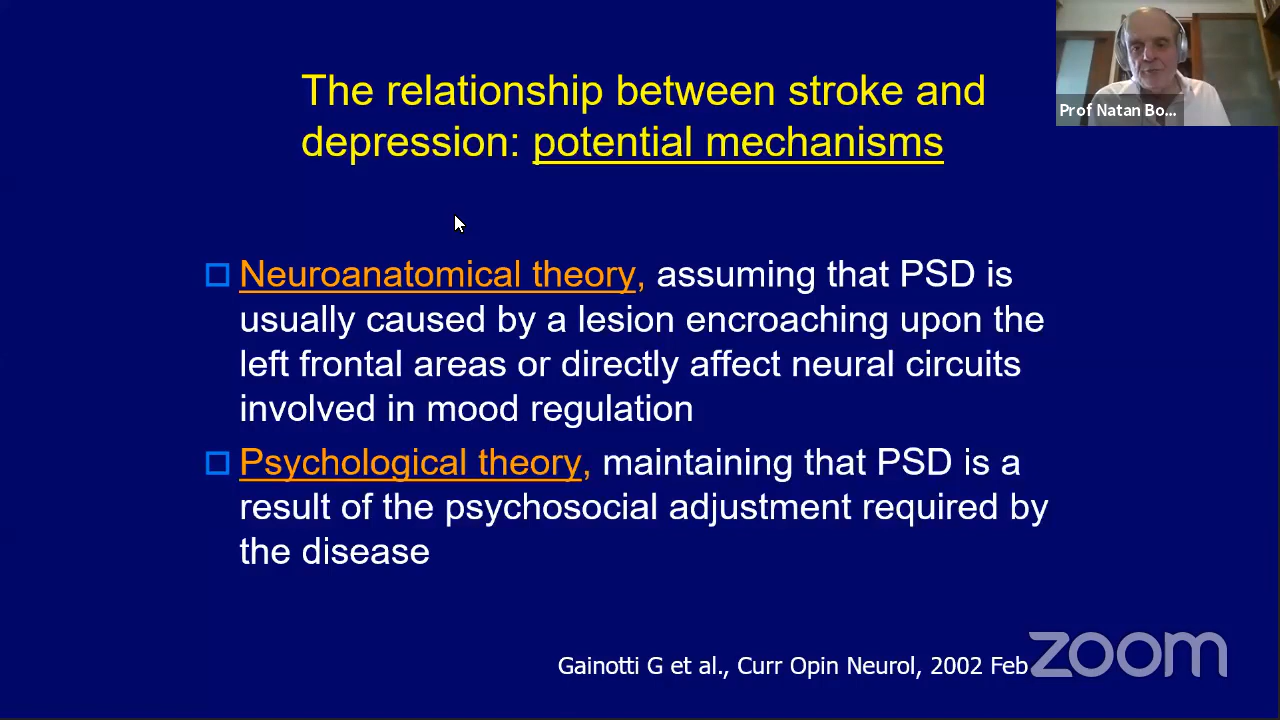 The relationship between stroke and
depression: potential mechanisms
Prof Natan Bo...
Neuroanatomical theory, assuming that PSD is
usually caused by a lesion encroaching upon the
left frontal areas or directly affect neural circuits
involved in mood regulation
Psychological theory, maintaining that PSD is a
result of the psychosocial adjustment required by
the disease
Gainotti G et al., Curr Opin Neurol, 2002 Feb
zoom